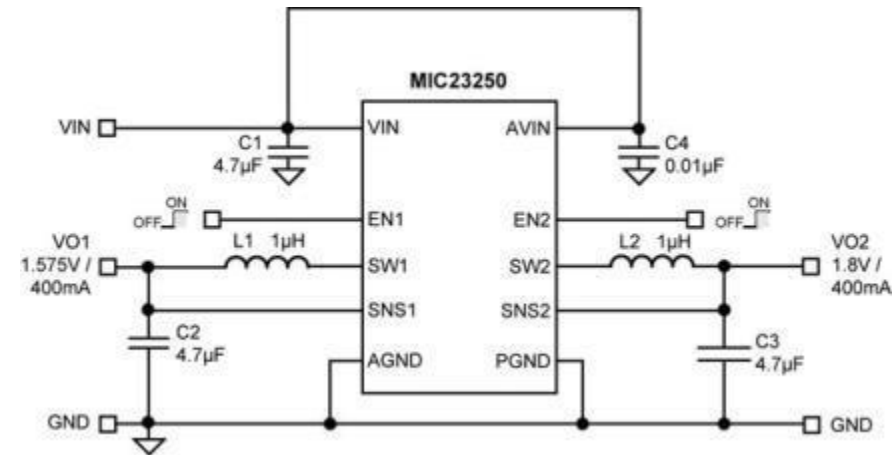 MIC23250
VIN
VIN
AVIN
C1
4.7µF
C4
0.01µF
ON
OFF
EN1
EN2
ON
OFF
VO1
1.575V /
400mA
L1 1µH
SW1
SW2
L2 1µH
VO2
1.8V /
400mA
SNS1
SNS2
C2
4.7µF
C3
4.7µF
AGND
PGND
GND
GND